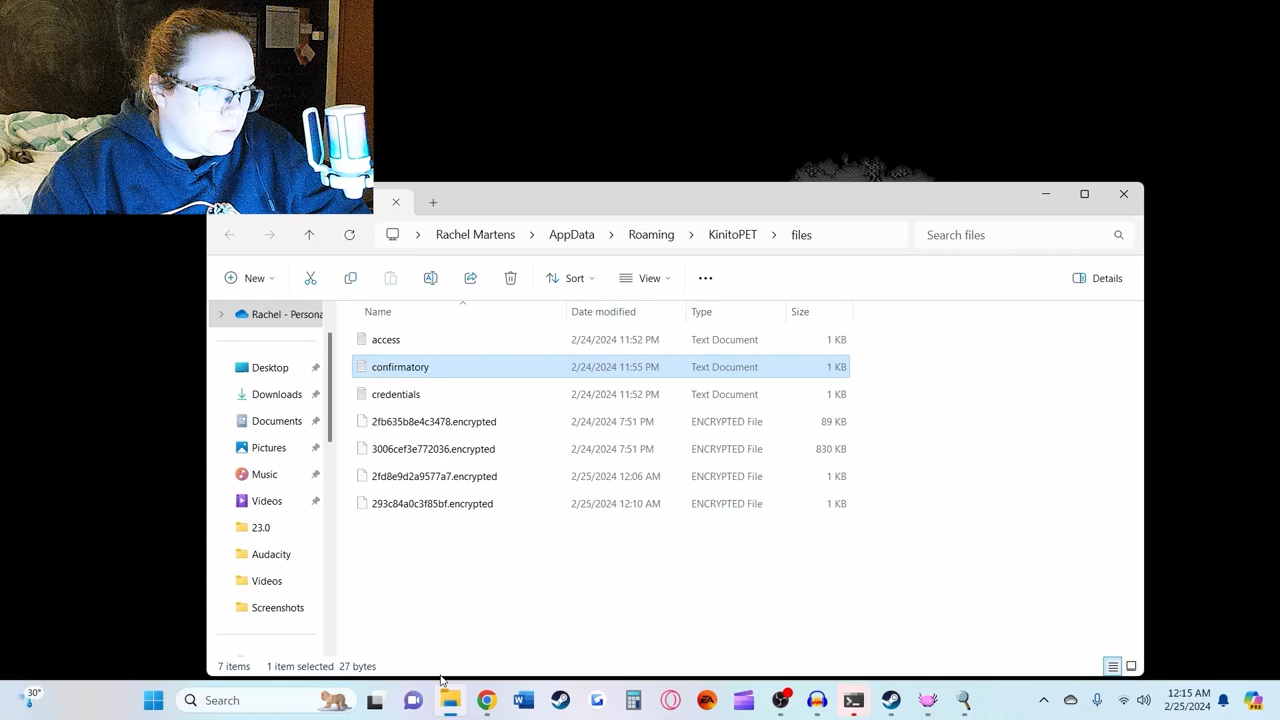 Rachel Martens
AppData
Roaming
KinitoPET
files
Search files
New
Sort
View
Details
Rachel - Persona
Name
Date modified
Type
Size
access
2/24/2024 11:52 PM
Text Document
1 KB
Desktop
confirmatory
2/24/2024 11:55 PM
Text Document
1 KB
Downloads
credentials
2/24/2024 11:52 PM
Text Document
1 KB
Documents
2fb635b8e4c3478.encrypted
2/24/2024 7:51 PM
ENCRYPTED File
89 KB
Pictures
3006cef3e772036.encrypted
2/24/2024 7:51 PM
ENCRYPTED File
830 KB
Music
2fd8e9d2a9577a7.encrypted
2/25/2024 12:06 AM
ENCRYPTED File
1 KB
Videos
293c84a0c3f85bf.encrypted
2/25/2024 12:10 AM
ENCRYPTED File
1 KB
23.0
Audacity
Videos
Screenshots
7 items
1 item selected
27 bytes
30°
Search
EA
12:15 AM
2/25/2024
PRE